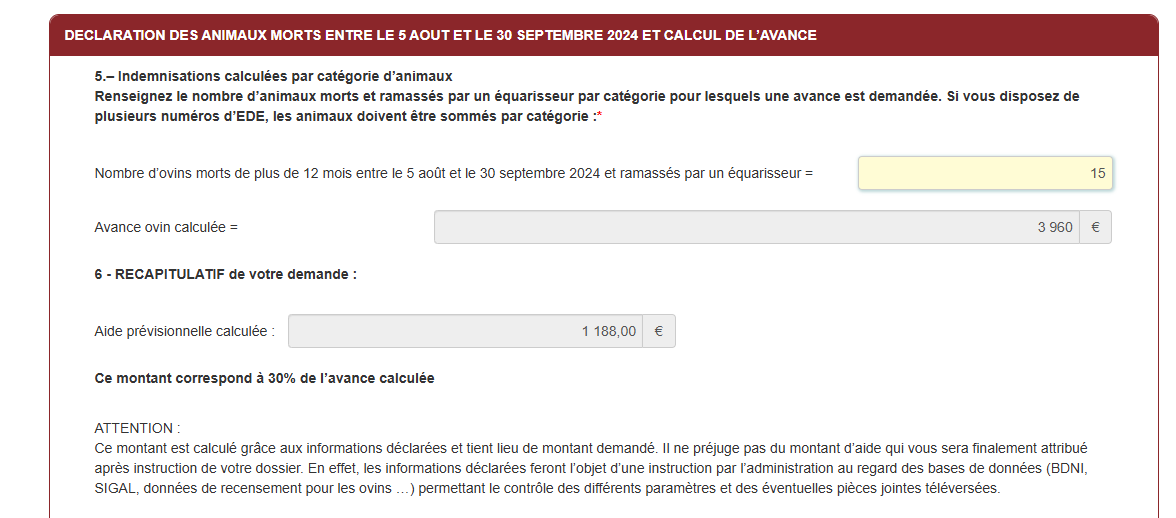 DECLARATION DES ANIMAUX MORTS ENTRE LE 5 AOUT ET LE 30 SEPTEMBRE 2024 ET CALCUL DE L’AVANCE
5.– Indemnisations calculées par catégorie d’animaux
Renseignez le nombre d’animaux morts et ramassés par un équarisseur par catégorie pour lesquels une avance est demandée. Si vous disposez de
plusieurs numéros d’EDE, les animaux doivent être sommés par catégorie :*
Nombre d’ovins morts de plus de 12 mois entre le 5 août et le 30 septembre 2024 et ramassés par un équarisseur = 15
Avance ovin calculée = 3 960 €
6 - RECAPITULATIF de votre demande :
Aide prévisionnelle calculée : 1 188,00 €
Ce montant correspond à 30% de l’avance calculée
ATTENTION :
Ce montant est calculé grâce aux informations déclarées et tient lieu de montant demandé. Il ne préjuge pas du montant d’aide qui vous sera finalement attribué
après instruction de votre dossier. En effet, les informations déclarées feront l’objet d’une instruction par l’administration au regard des bases de données (BDNI,
SIGAL, données de recensement pour les ovins …) permettant le contrôle des différents paramètres et des éventuelles pièces jointes téléversées.